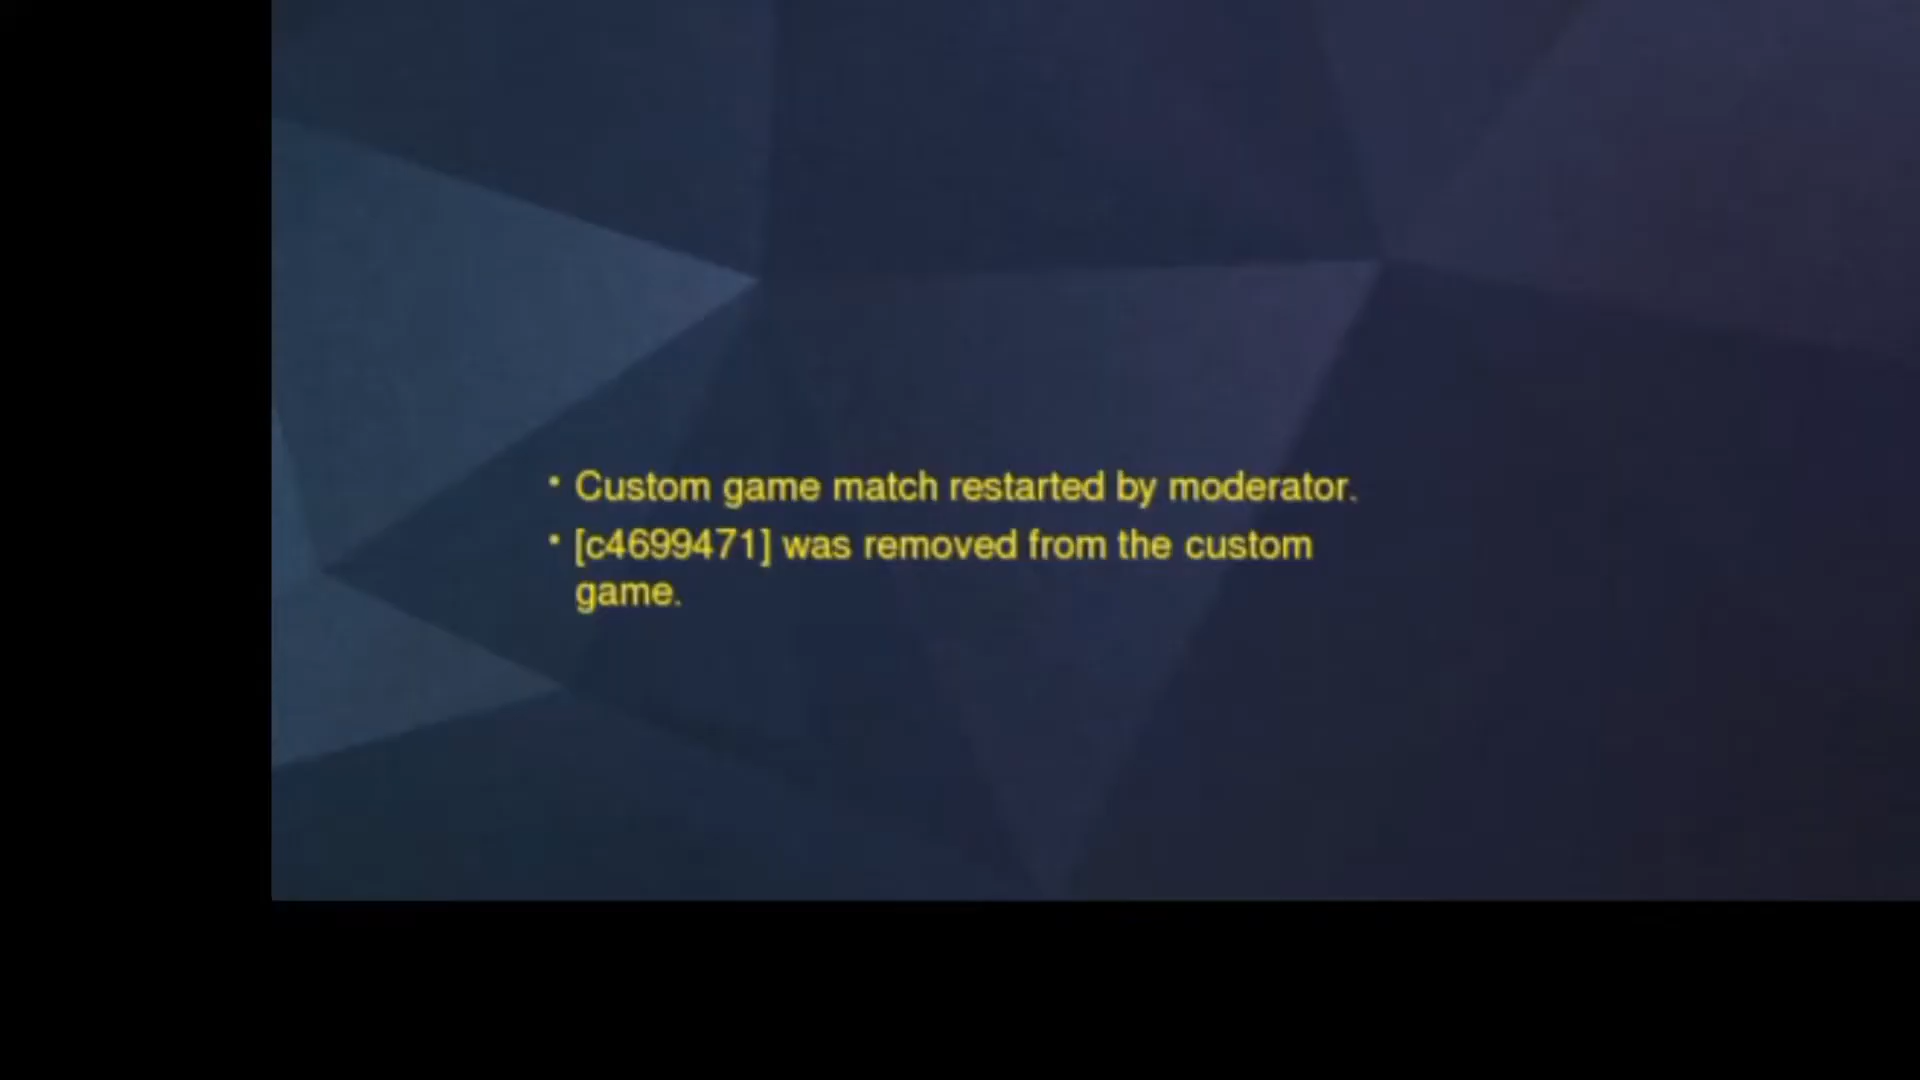 • Custom game match restarted by moderator.
• [c4699471] was removed from the custom
game.